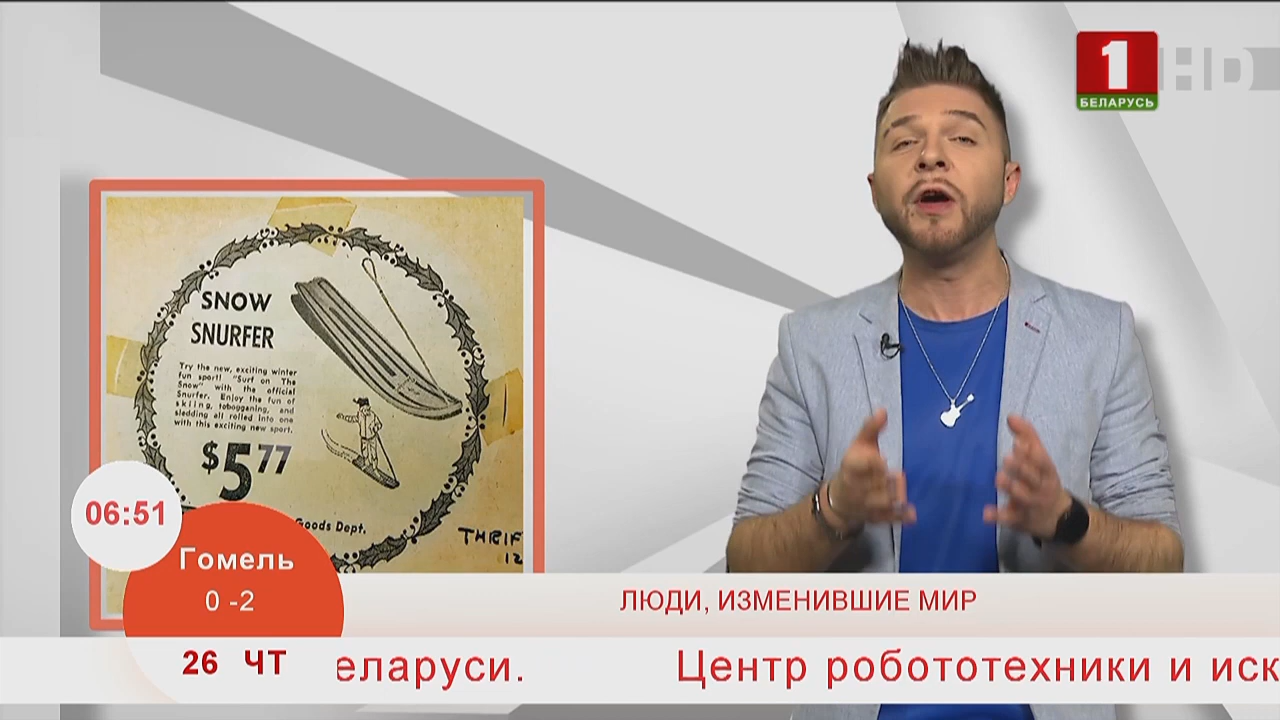 1HD
БЕЛАРУСЬ
SNOW
SNURFER
Try the new, exciting winter
fun sport! "Surf on The
Snow" with the official
Snurfer. Enjoy the fun of
skiing, tobogganing, and
sledding all rolled into one
with this exciting new sport.
$5 77
Goods Dept.
THRIF
12
06:51
Гомель
0 -2
ЛЮДИ, ИЗМЕНИВШИЕ МИР
26 ЧТ
еларуси. Центр робототехники и иск